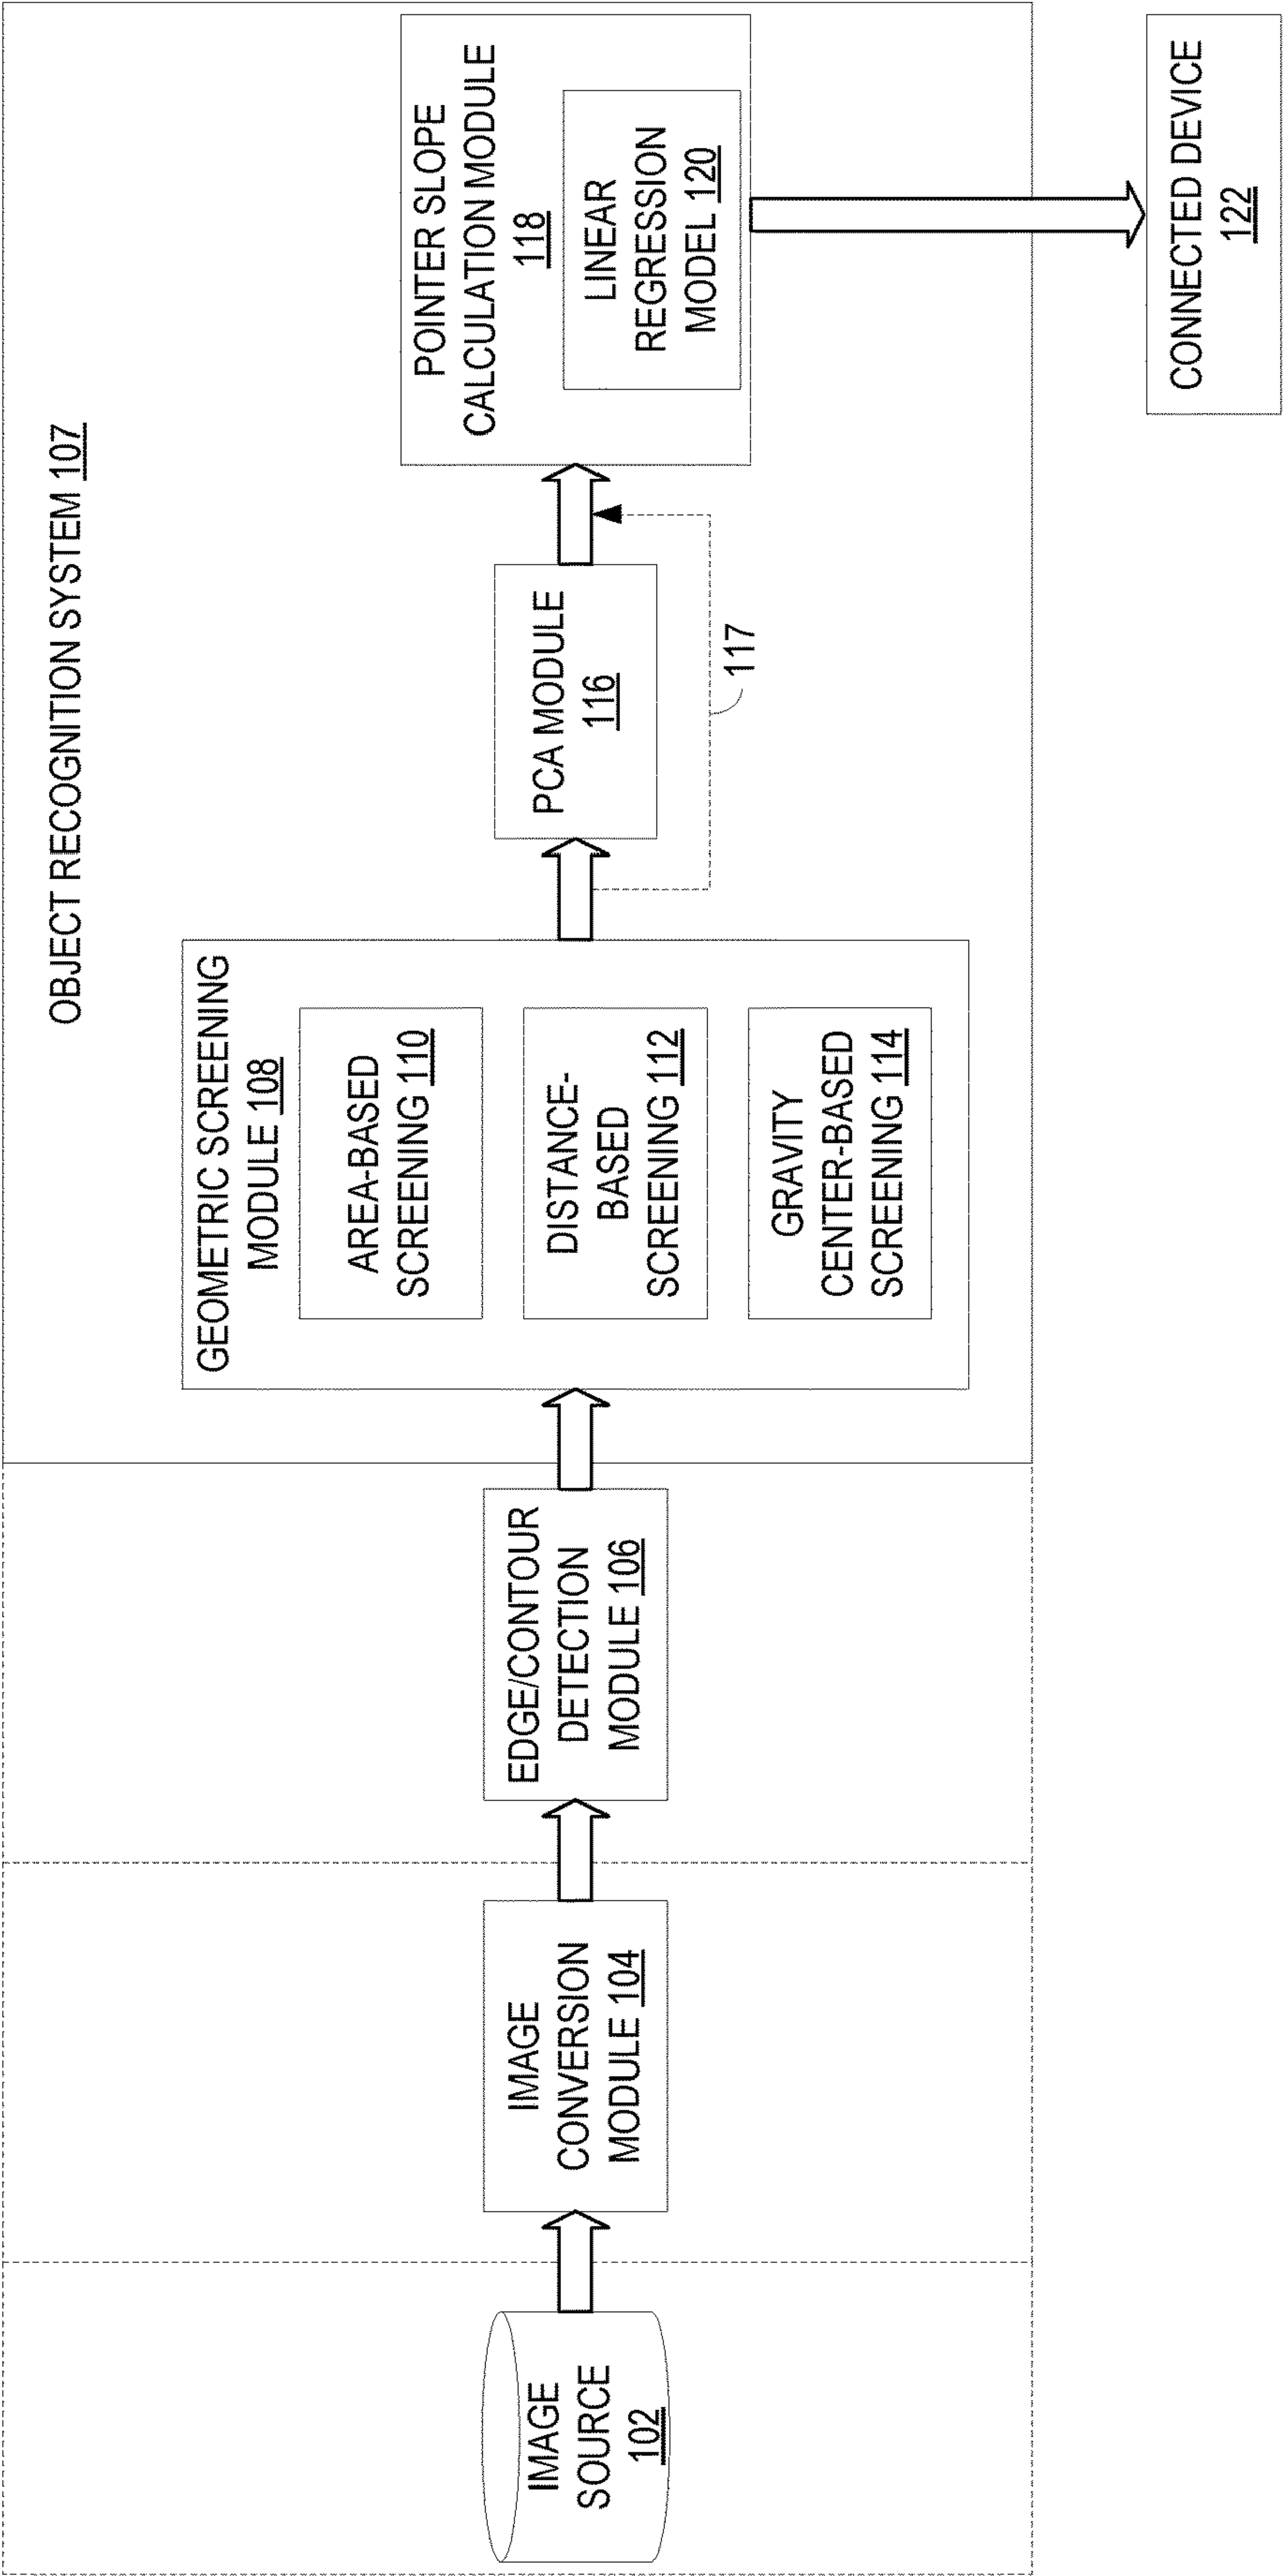 OBJECT RECOGNITION SYSTEM 107
IMAGE
SOURCE
102
IMAGE
CONVERSION
MODULE 104
EDGE/CONTOUR
DETECTION
MODULE 106
GEOMETRIC SCREENING
MODULE 108
AREA-BASED
SCREENING 110
DISTANCE-
BASED
SCREENING 112
GRAVITY
CENTER-BASED
SCREENING 114
PCA MODULE
116
117
POINTER SLOPE
CALCULATION MODULE
118
LINEAR
REGRESSION
MODEL 120
CONNECTED DEVICE
122